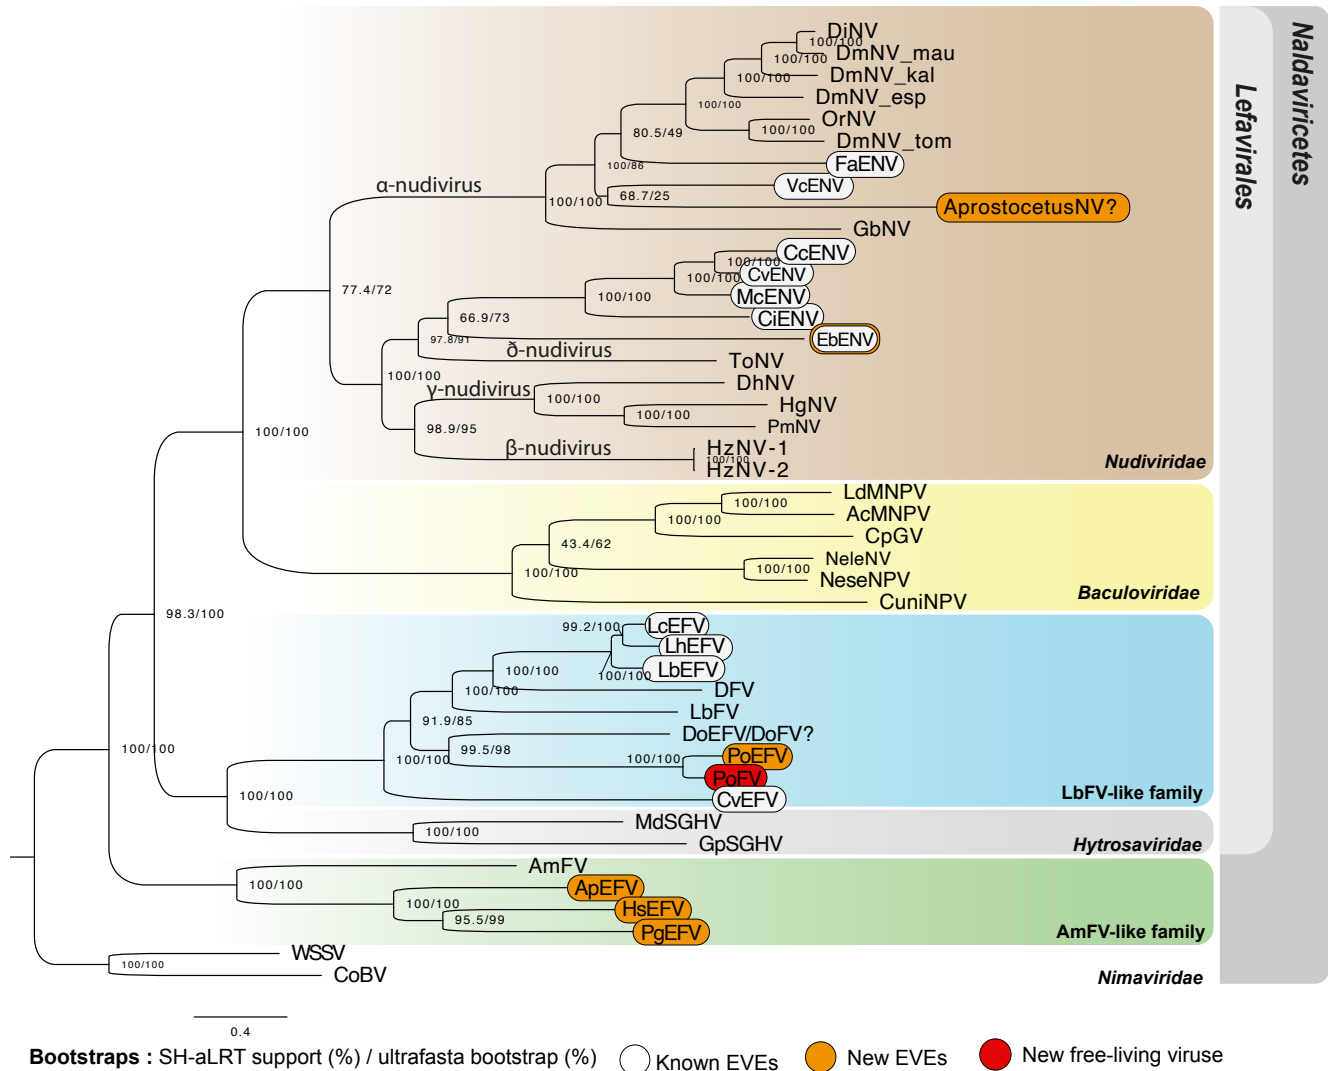 DiNV
100/100
DmNV_mau
100/100
DmNV_kal
100/100
DmNV_esp
100/100
OrNV
100/100
DmNV_tom
80.5/49
FaENV
100/86
VcENV
68.7/25
AprostocetusNV?
100/100
GbNV
α-nudivirus
CcENV
100/100
CvENV
100/100
McENV
100/100
CiENV
66.9/73
EbENV
97.8/91
ð-nudivirus
ToNV
77.4/72
100/100
γ-nudivirus
DhNV
100/100
HgNV
100/100
PmNV
98.9/95
β-nudivirus
HzNV-1
100/100
HzNV-2
Nudiviridae
100/100
LdMNPV
100/100
AcMNPV
100/100
CpGV
43.4/62
NeleNV
100/100
NeseNPV
100/100
CuniNPV
Baculoviridae
98.3/100
LcEFV
99.2/100
LhEFV
100/100
LbEFV
100/100
DFV
100/100
LbFV
91.9/85
DoEFV/DoFV?
99.5/98
PoEFV
100/100
PoFV
100/100
CvEFV
LbFV-like family
100/100
100/100
MdSGHV
100/100
GpSGHV
Hytrosaviridae
AmFV
100/100
ApEFV
100/100
HsEFV
95.5/99
PgEFV
AmFV-like family
WSSV
100/100
CoBV
Nimaviridae
Lefavirales
Naldaviricetes
0.4
Bootstraps : SH-aLRT support (%) / ultrafasta bootstrap (%)
Known EVEs
New EVEs
New free-living viruse